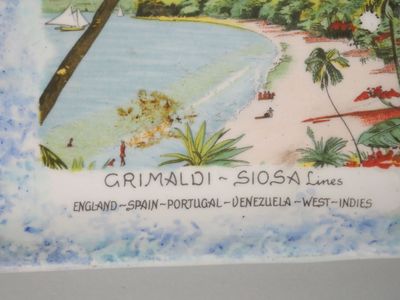 GRIMALDI ~ SIOSA Lines
ENGLAND~SPAIN~PORTUGAL~VENEZUELA~WEST~INDIES